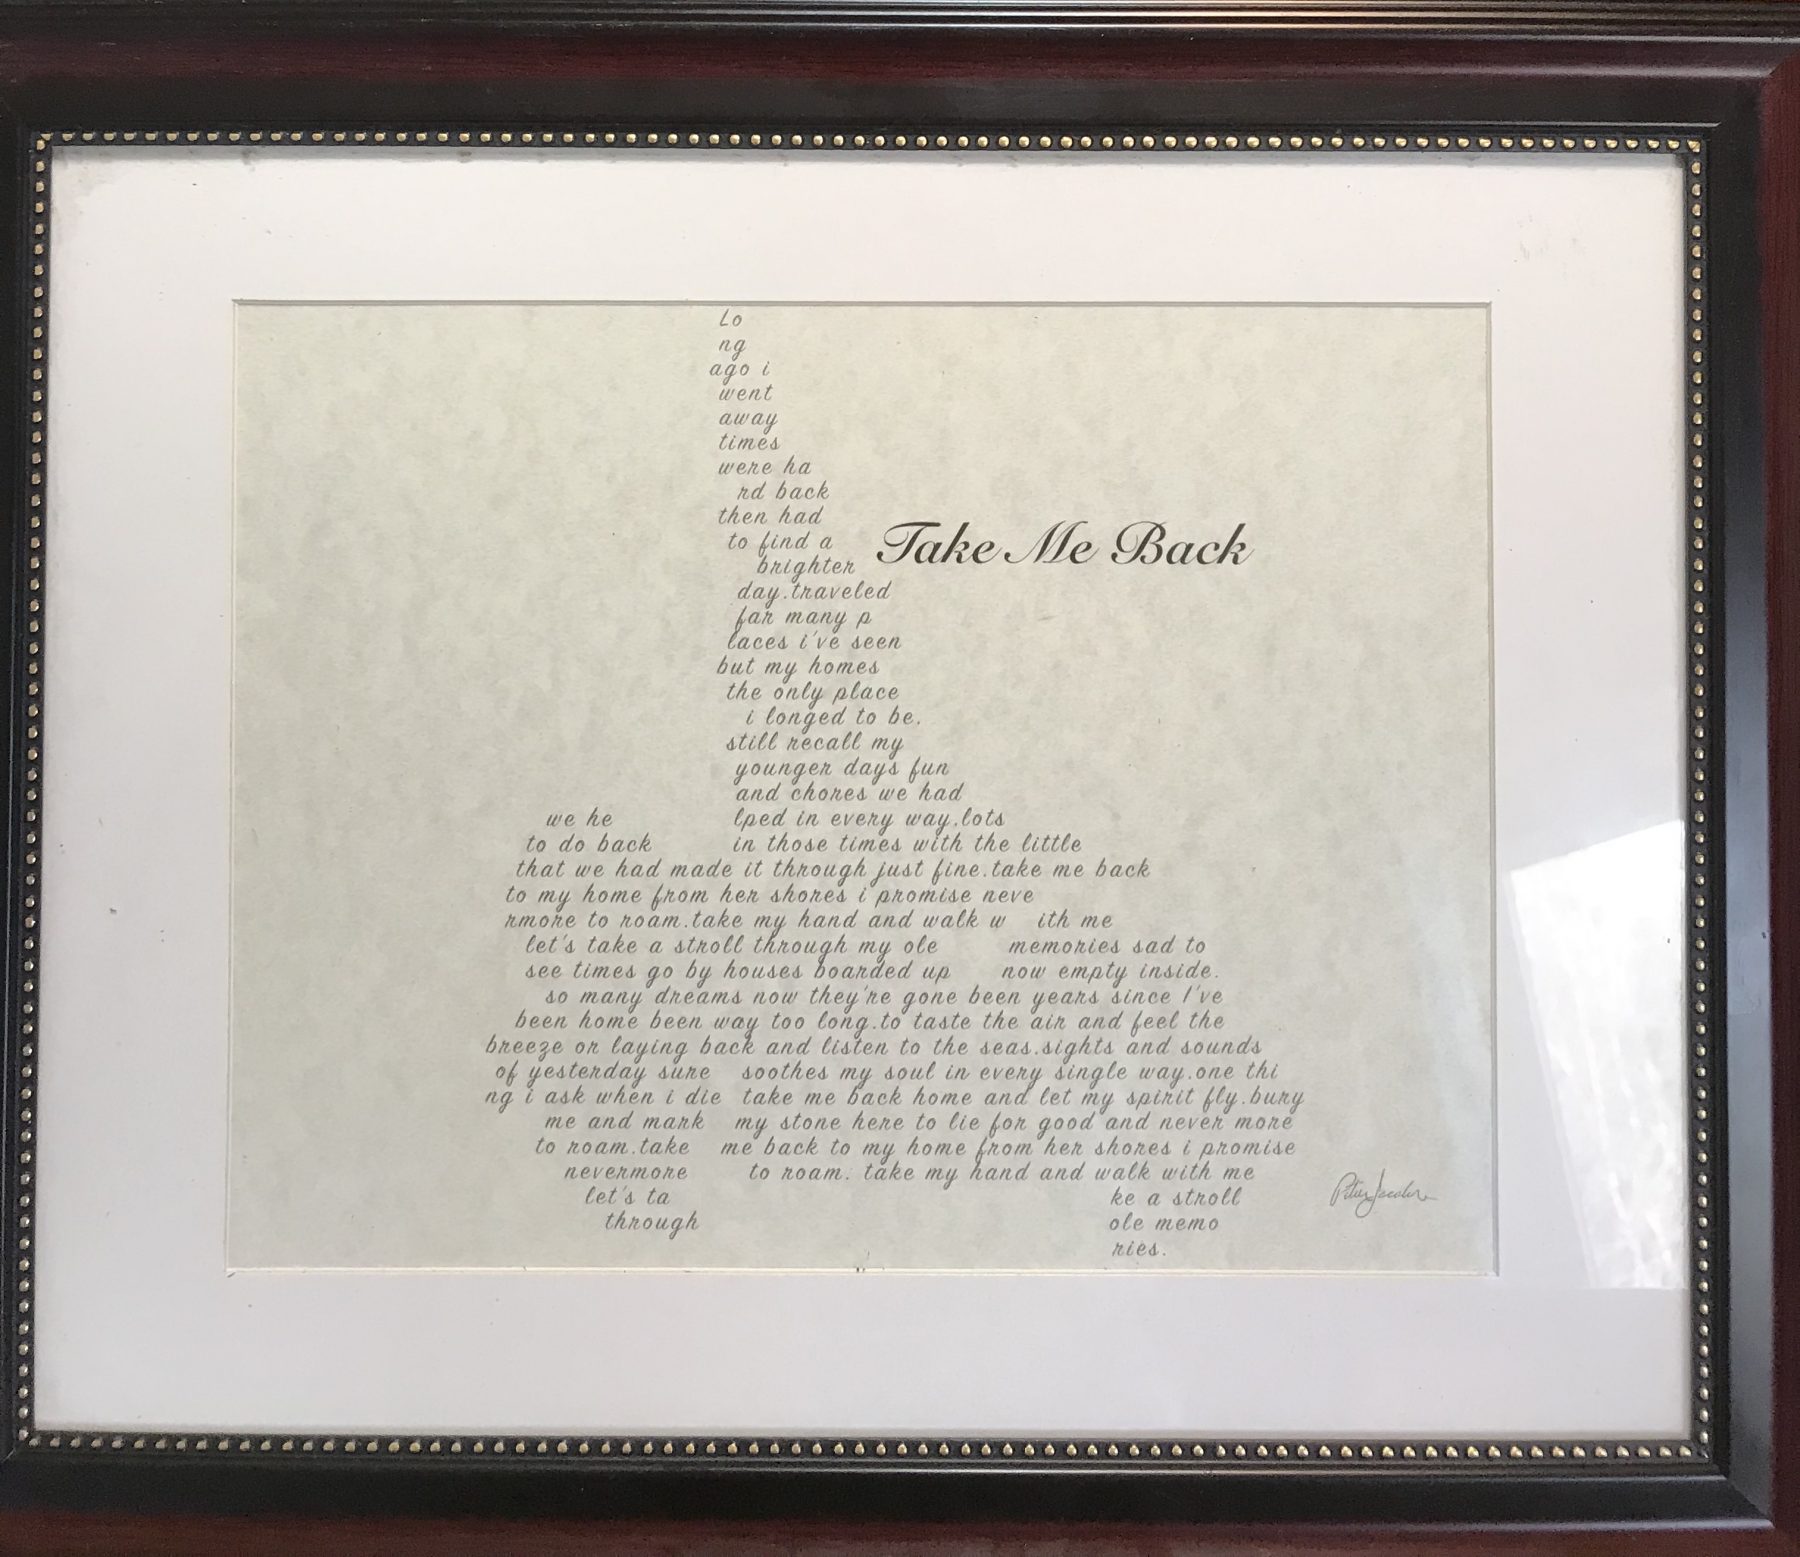 Lo
ng
ago i
went
away
times
were ha
rd back
then had
to find a
Take Me Back
brighter
day.traveled
far many p
laces i've seen
but my homes
the only place
i longed to be.
still recall my
younger days fun
and chores we had
we he lped in every way.lots
to do back in those times with the little
that we had made it through just fine.take me back
to my home from her shores i promise neve
rmore to roam.take my hand and walk w ith me
let's take a stroll through my ole memories sad to
see times go by houses boarded up now empty inside.
so many dreams now they're gone been years since I've
been home been way too long.to taste the air and feel the
breeze or laying back and listen to the seas.sights and sounds
of yesterday sure soothes my soul in every single way.one thi
ng i ask when i die take me back home and let my spirit fly.bury
me and mark my stone here to lie for good and never more
to roam.take me back to my home from her shores i promise
nevermore to roam. take my hand and walk with me
let's ta ke a stroll
through ole memo
ries.